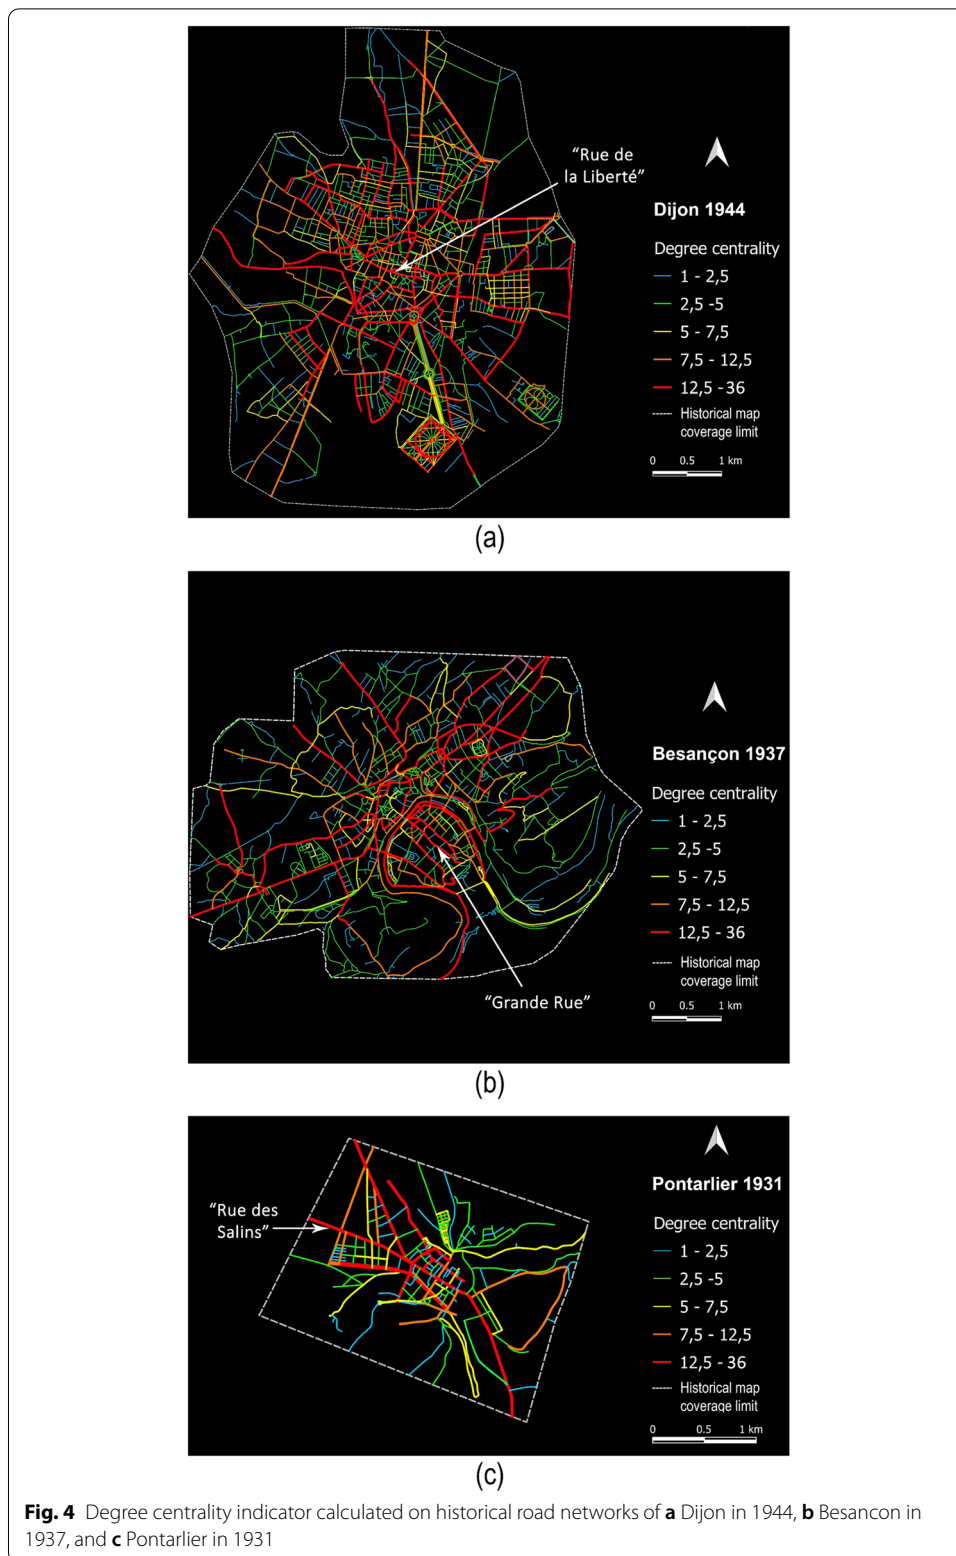 "Rue de
la Liberté"
Dijon 1944
Degree centrality
1 - 2,5
2,5 -5
5 - 7,5
7,5 - 12,5
12,5 - 36
Historical map
coverage limit
0 0.5 1 km
(a)
Besançon 1937
Degree centrality
1 - 2,5
2,5 -5
5 - 7,5
7,5 - 12,5
12,5 - 36
Historical map
coverage limit
0 0.5 1 km
"Grande Rue"
(b)
"Rue des
Salins"
Pontarlier 1931
Degree centrality
1 - 2,5
2,5 -5
5 - 7,5
7,5 - 12,5
12,5 - 36
Historical map
coverage limit
0 0.5 1 km
(c)
Fig. 4 Degree centrality indicator calculated on historical road networks of a Dijon in 1944, b Besancon in
1937, and c Pontarlier in 1931